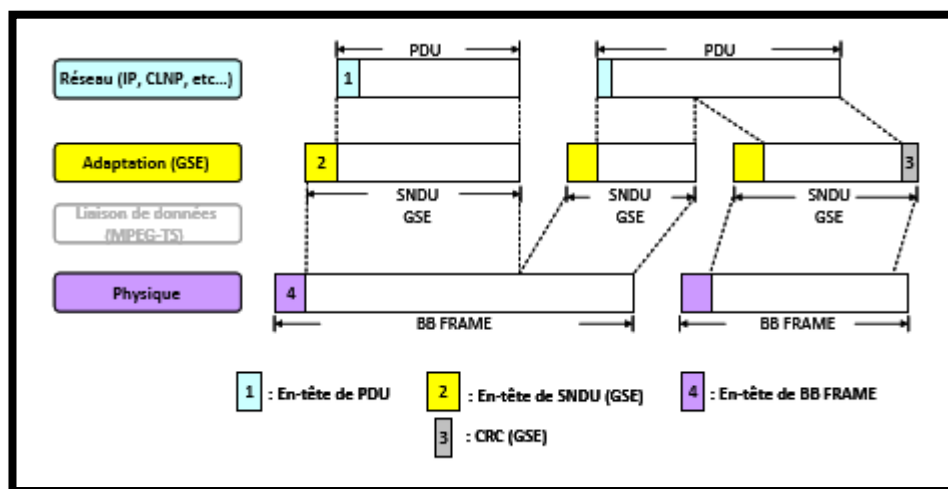 PDU PDU
Réseau (IP, CLNP, etc...) 1
Adaptation (GSE) 2 3
SNDU SNDU SNDU
GSE GSE GSE
Liaison de données
(MPEG-TS)
Physique 4
BB FRAME BB FRAME
1 : En-tête de PDU 2 : En-tête de SNDU (GSE) 4 : En-tête de BB FRAME
3 : CRC (GSE)